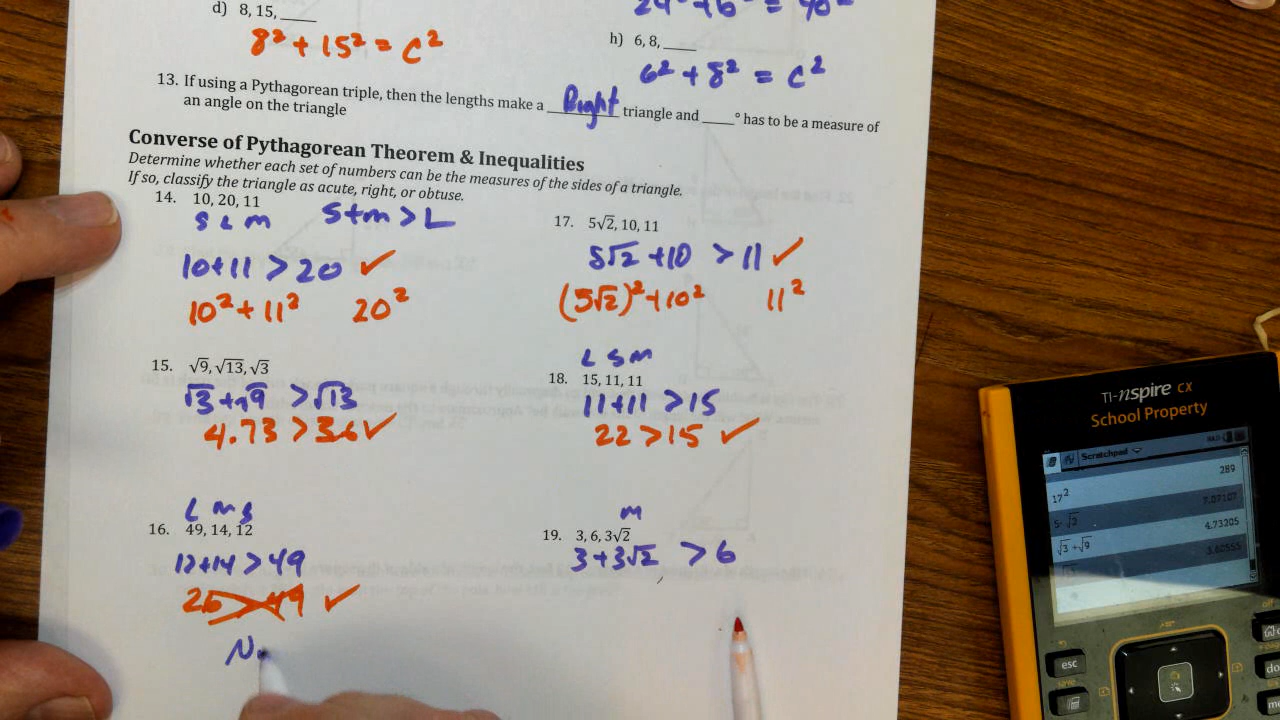 d) 8, 15, ____
8² + 15² = c²
h) 6, 8, ____
6² + 8² = c²
13. If using a Pythagorean triple, then the lengths make a Right triangle and ____° has to be a measure of
an angle on the triangle
Converse of Pythagorean Theorem & Inequalities
Determine whether each set of numbers can be the measures of the sides of a triangle.
If so, classify the triangle as acute, right, or obtuse.
14. 10, 20, 11
S L M S+m > L
10+11 > 20 ✓
10² + 11² 20²
17. 5√2, 10, 11
5√2 + 10 > 11 ✓
(5√2)² + 10² 11²
15. √9, √13, √3
√3 + √9 > √13
4.73 > 3.6 ✓
L S M
18. 15, 11, 11
11+11 > 15
22 > 15 ✓
L M S
16. 49, 14, 12
12+14 > 49
26 > 49 ✓
M
19. 3, 6, 3√2
3+3√2 > 6
TI-nspire CX
School Property
RAD
Scratchpad
289
17²
7.07107
5·√2
4.73205
√3+√9
3.60555
√13
esc
save